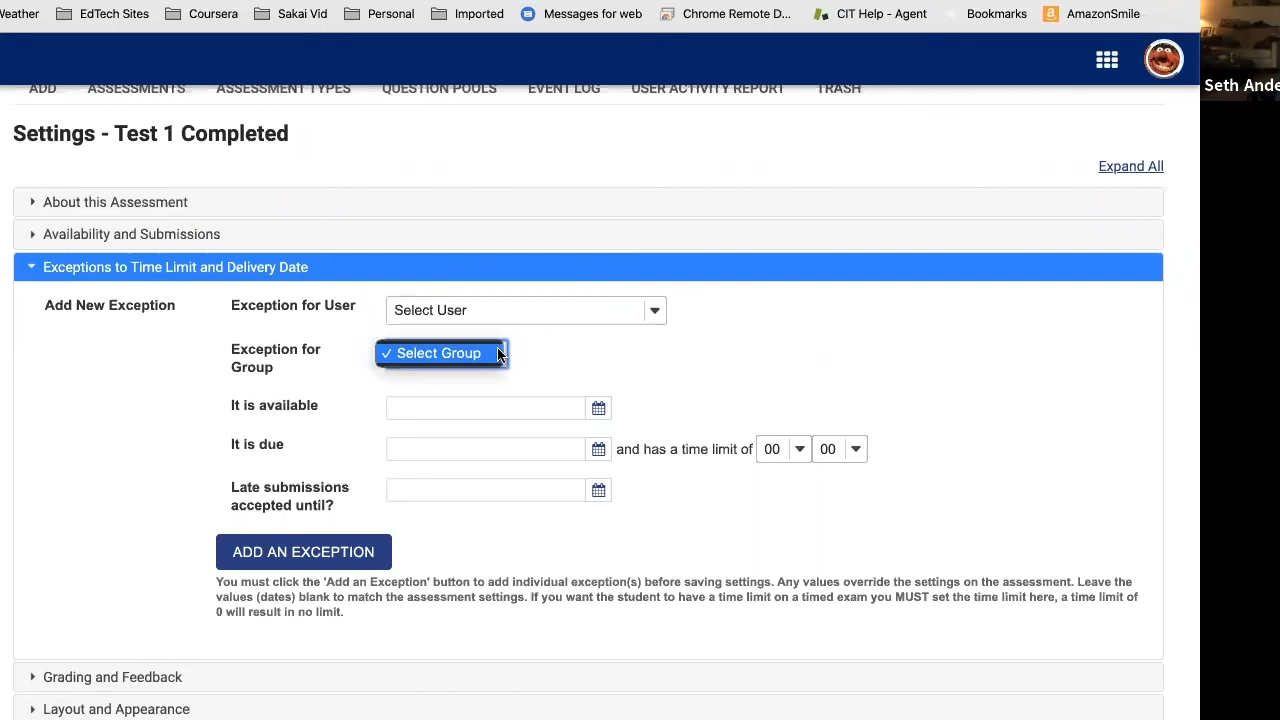 Weather EdTech Sites Coursera Sakai Vid Personal Imported Messages for web Chrome Remote D... CIT Help - Agent Bookmarks AmazonSmile
Seth Ande
ADD ASSESSMENTS ASSESSMENT TYPES QUESTION POOLS EVENT LOG USER ACTIVITY REPORT TRASH
Settings - Test 1 Completed
Expand All
About this Assessment
Availability and Submissions
Exceptions to Time Limit and Delivery Date
Add New Exception Exception for User Select User
Exception for
Group
✓ Select Group
It is available
It is due and has a time limit of 00 00
Late submissions
accepted until?
ADD AN EXCEPTION
You must click the 'Add an Exception' button to add individual exception(s) before saving settings. Any values override the settings on the assessment. Leave the
values (dates) blank to match the assessment settings. If you want the student to have a time limit on a timed exam you MUST set the time limit here, a time limit of
0 will result in no limit.
Grading and Feedback
Layout and Appearance